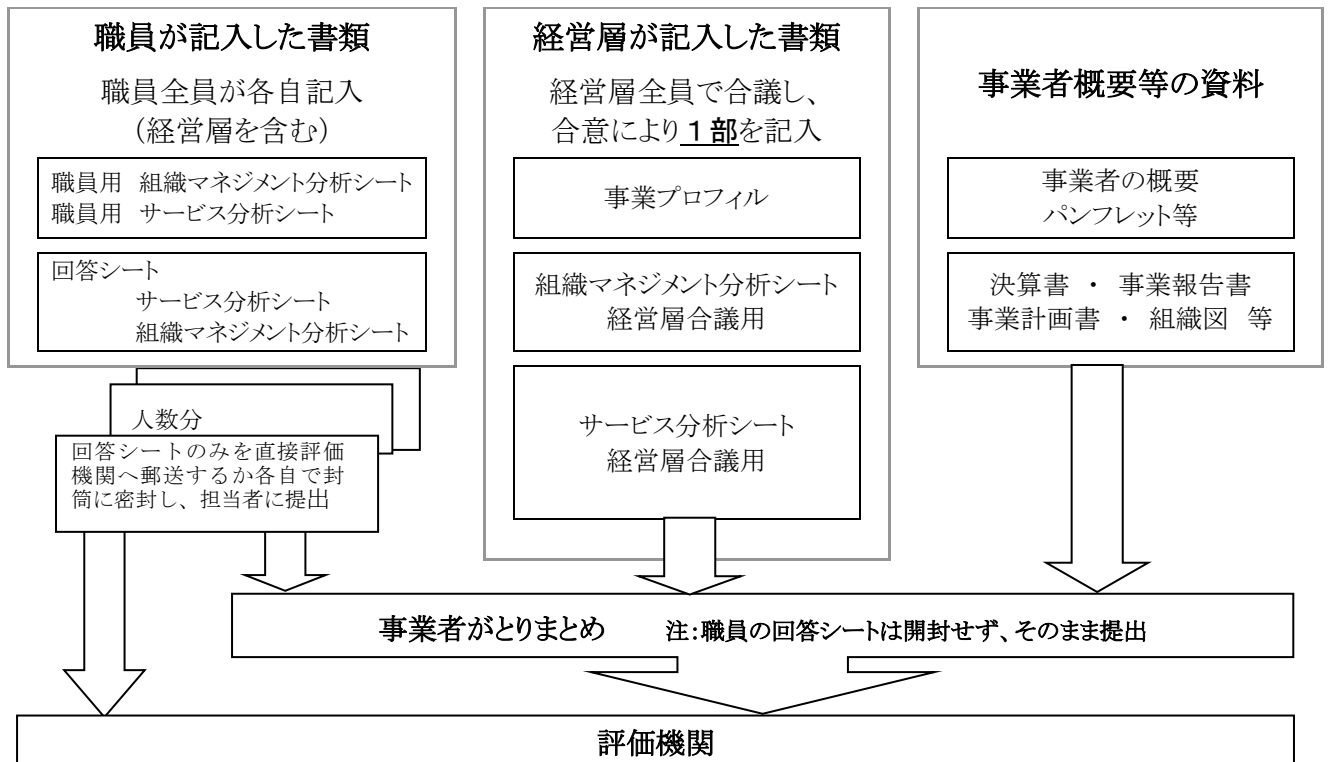 職員が記入した書類
職員全員が各自記入
(経営層を含む)
職員用 組織マネジメント分析シート
職員用 サービス分析シート
回答シート
サービス分析シート
組織マネジメント分析シート
人数分
回答シートのみを直接評価
機関へ郵送するか各自で封
筒に密封し、担当者に提出
経営層が記入した書類
経営層全員で合議し、
合意により1部を記入
事業プロフィル
組織マネジメント分析シート
経営層合議用
サービス分析シート
経営層合議用
事業者概要等の資料
事業者の概要
パンフレット等
決算書 ・ 事業報告書
事業計画書 ・ 組織図 等
事業者がとりまとめ 注:職員の回答シートは開封せず、そのまま提出
評価機関